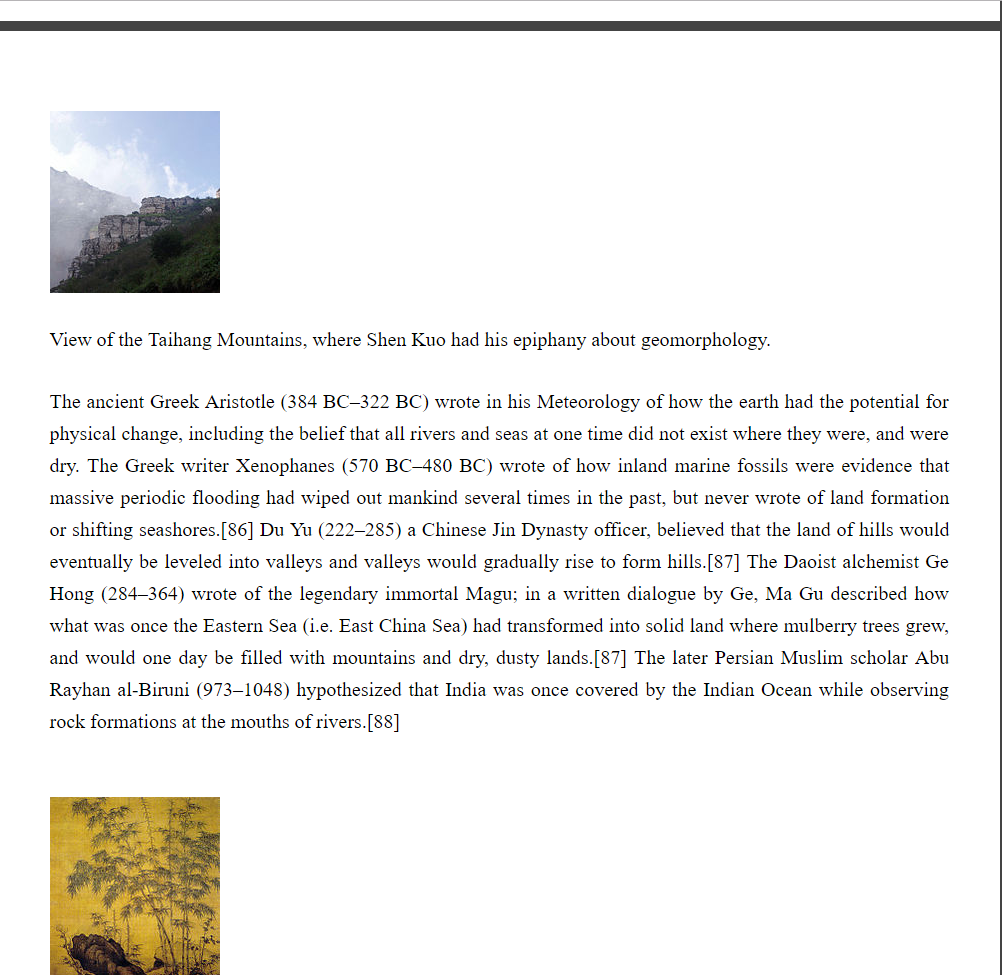 View of the Taihang Mountains, where Shen Kuo had his epiphany about geomorphology.
The ancient Greek Aristotle (384 BC–322 BC) wrote in his Meteorology of how the earth had the potential for
physical change, including the belief that all rivers and seas at one time did not exist where they were, and were
dry. The Greek writer Xenophanes (570 BC–480 BC) wrote of how inland marine fossils were evidence that
massive periodic flooding had wiped out mankind several times in the past, but never wrote of land formation
or shifting seashores.[86] Du Yu (222–285) a Chinese Jin Dynasty officer, believed that the land of hills would
eventually be leveled into valleys and valleys would gradually rise to form hills.[87] The Daoist alchemist Ge
Hong (284–364) wrote of the legendary immortal Magu; in a written dialogue by Ge, Ma Gu described how
what was once the Eastern Sea (i.e. East China Sea) had transformed into solid land where mulberry trees grew,
and would one day be filled with mountains and dry, dusty lands.[87] The later Persian Muslim scholar Abu
Rayhan al-Biruni (973–1048) hypothesized that India was once covered by the Indian Ocean while observing
rock formations at the mouths of rivers.[88]